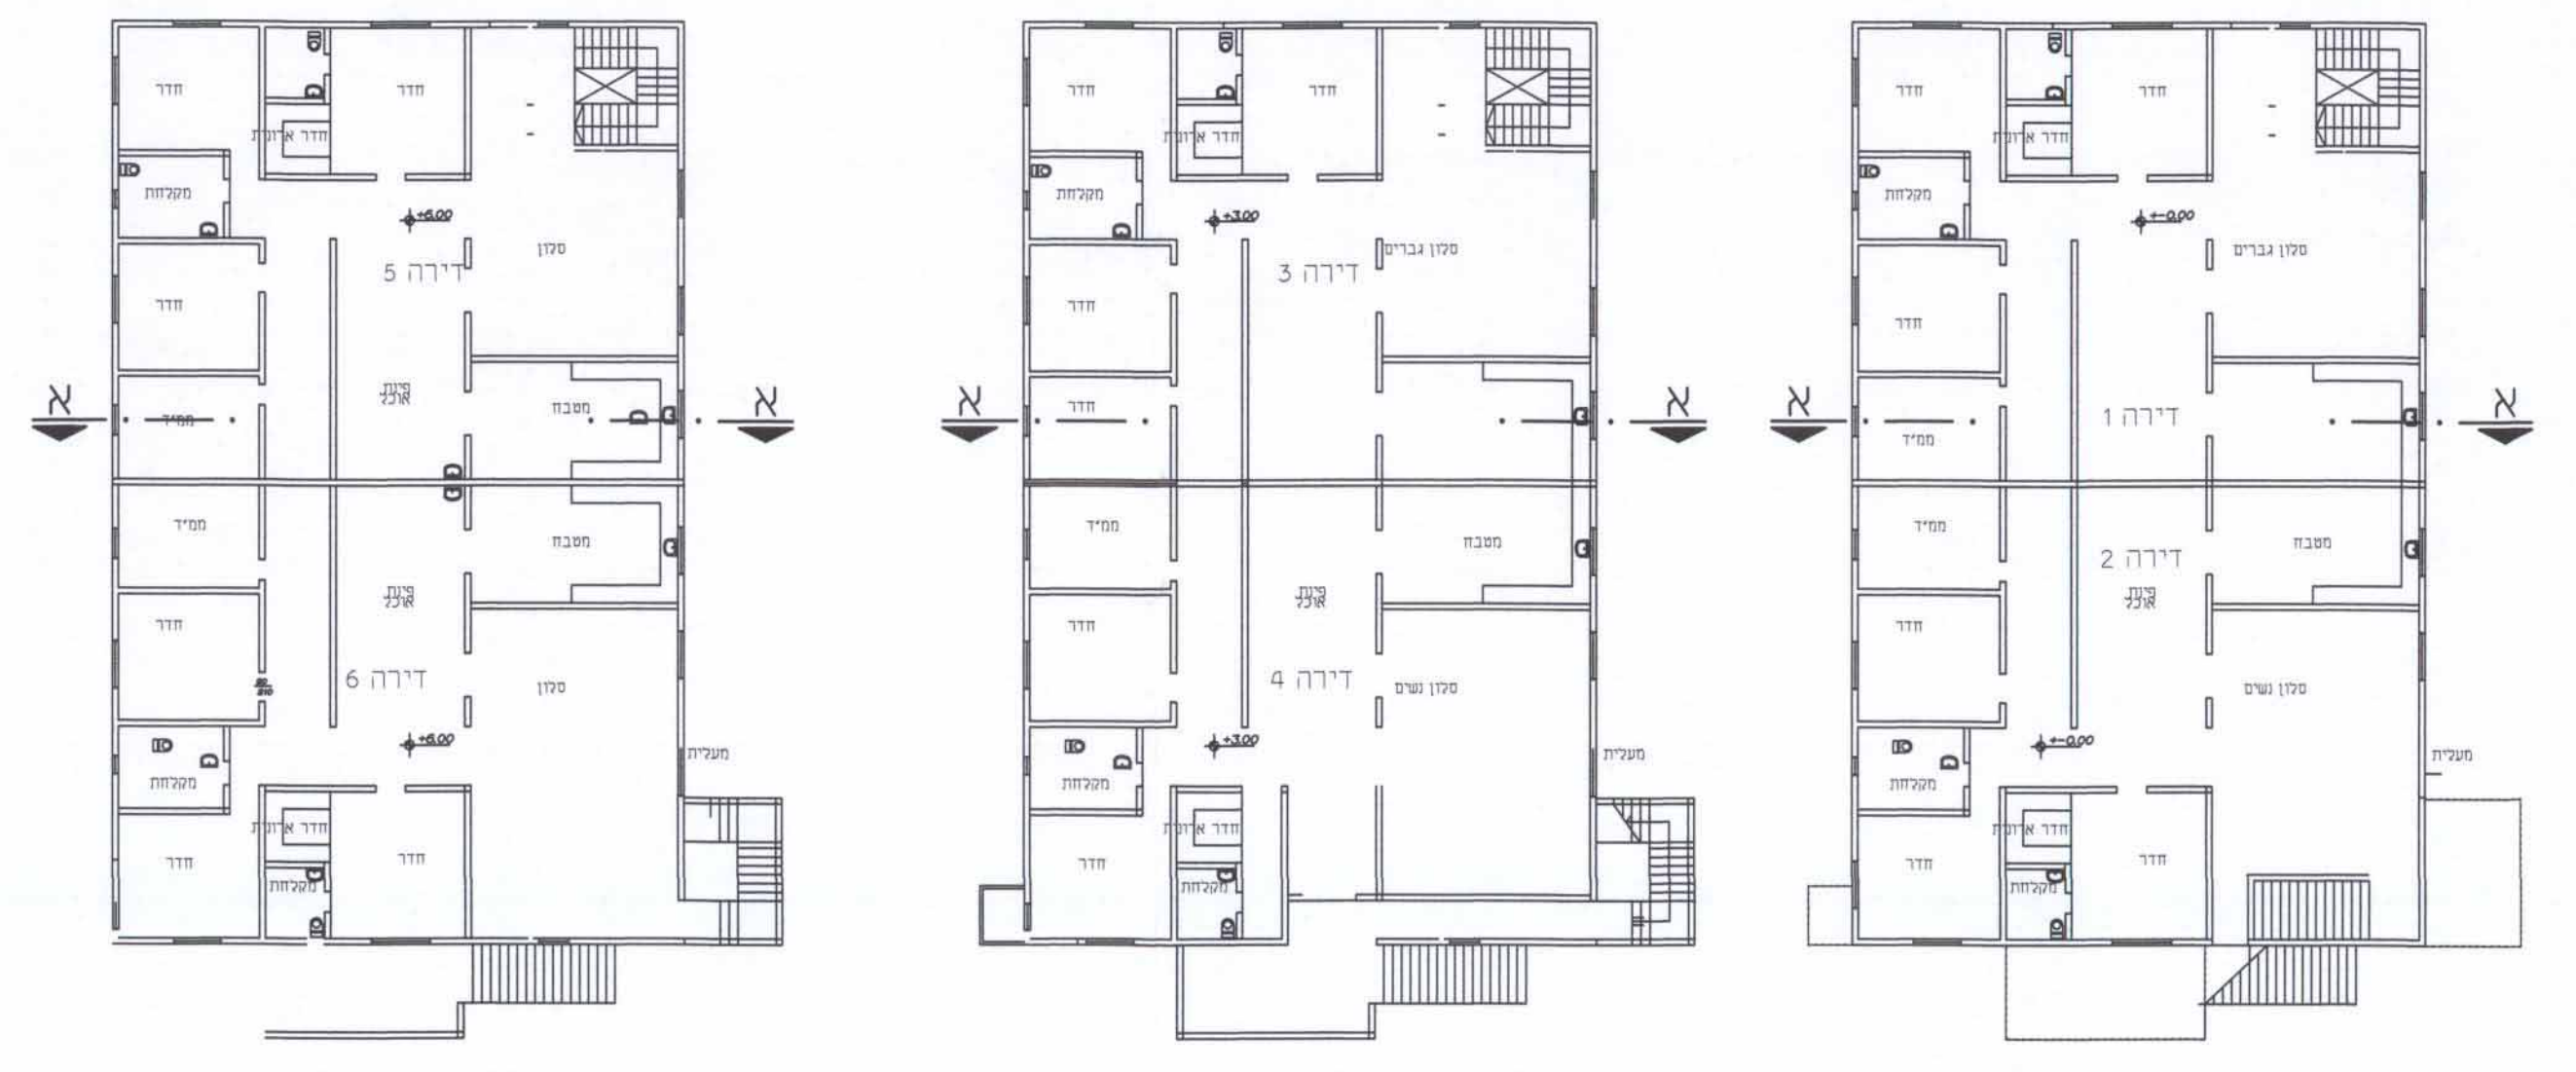 חדר
חדר
חדר ארונות
מקלחת
+6.00
סלון
דירה 5
חדר
פינת
אוכל
ממ״ד
מטבח
א
א
ממ״ד
מטבח
פינת
אוכל
חדר
דירה 6
סלון
+6.00
מעלית
מקלחת
חדר ארונות
חדר
חדר
מקלחת
חדר
חדר
חדר ארונות
מקלחת
+3.00
סלון גברים
דירה 3
חדר
חדר
א
א
ממ״ד
מטבח
פינת
אוכל
חדר
דירה 4
סלון נשים
+3.00
מעלית
מקלחת
חדר ארונות
חדר
מקלחת
חדר
חדר
חדר ארונות
מקלחת
+-0.00
סלון גברים
חדר
דירה 1
ממ״ד
א
א
ממ״ד
מטבח
דירה 2
פינת
אוכל
חדר
סלון נשים
+-0.00
מעלית
מקלחת
חדר ארונות
חדר
חדר
מקלחת